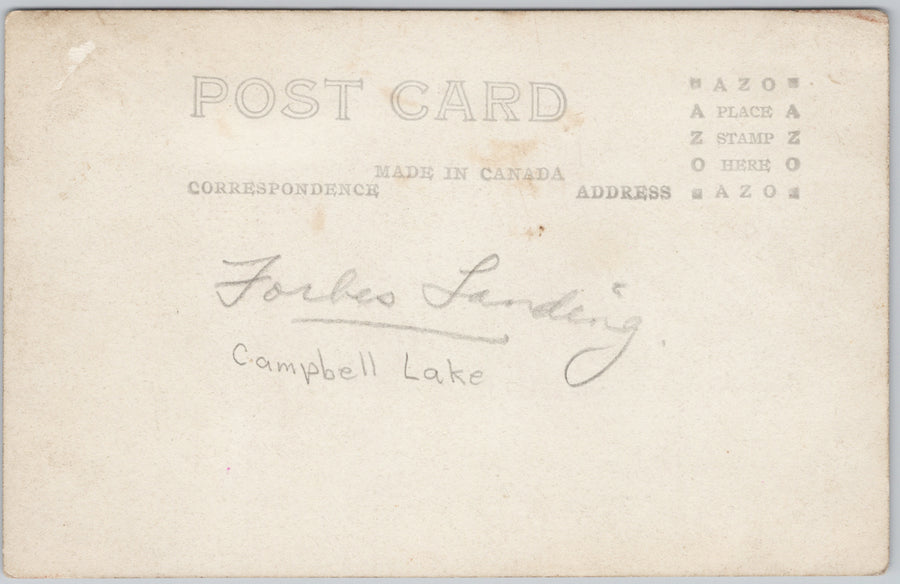 POST CARD
MADE IN CANADA
CORRESPONDENCE
ADDRESS
AZO
A PLACE A
Z STAMP Z
O HERE O
AZO
Forbes Landing
Campbell Lake